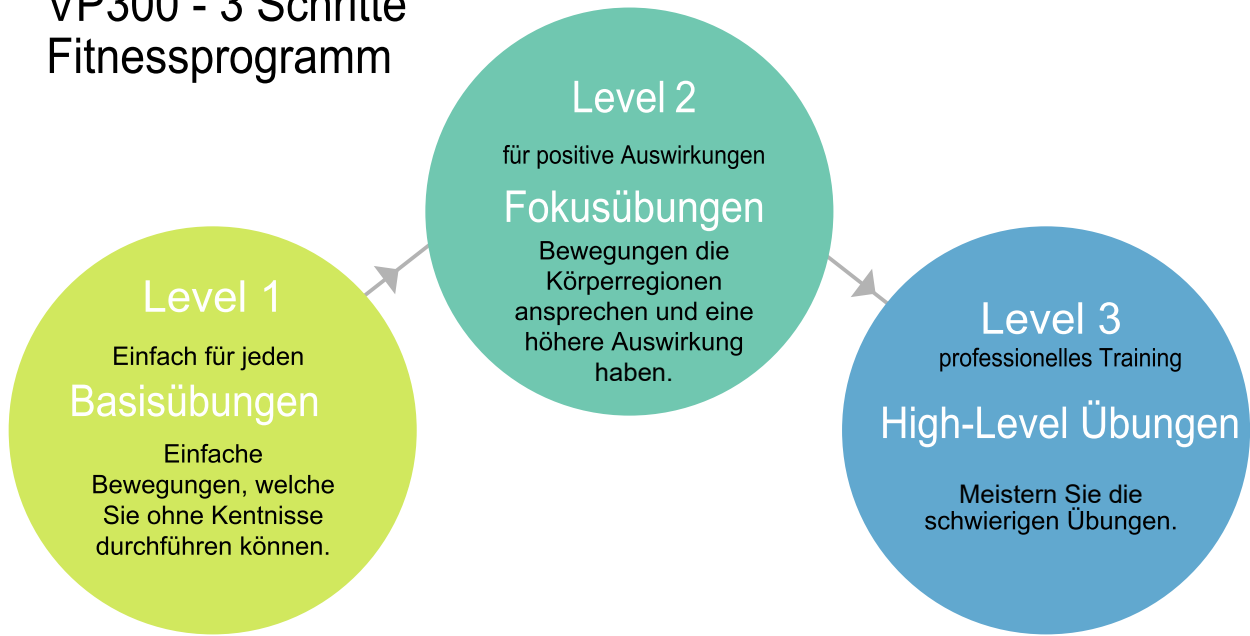 VP300 - 3 Schritte
Fitnessprogramm
Level 1
Einfach für jeden
Basisübungen
Einfache
Bewegungen, welche
Sie ohne Kentnisse
durchführen können.
Level 2
für positive Auswirkungen
Fokusübungen
Bewegungen die
Körperregionen
ansprechen und eine
höhere Auswirkung
haben.
Level 3
professionelles Training
High-Level Übungen
Meistern Sie die
schwierigen Übungen.